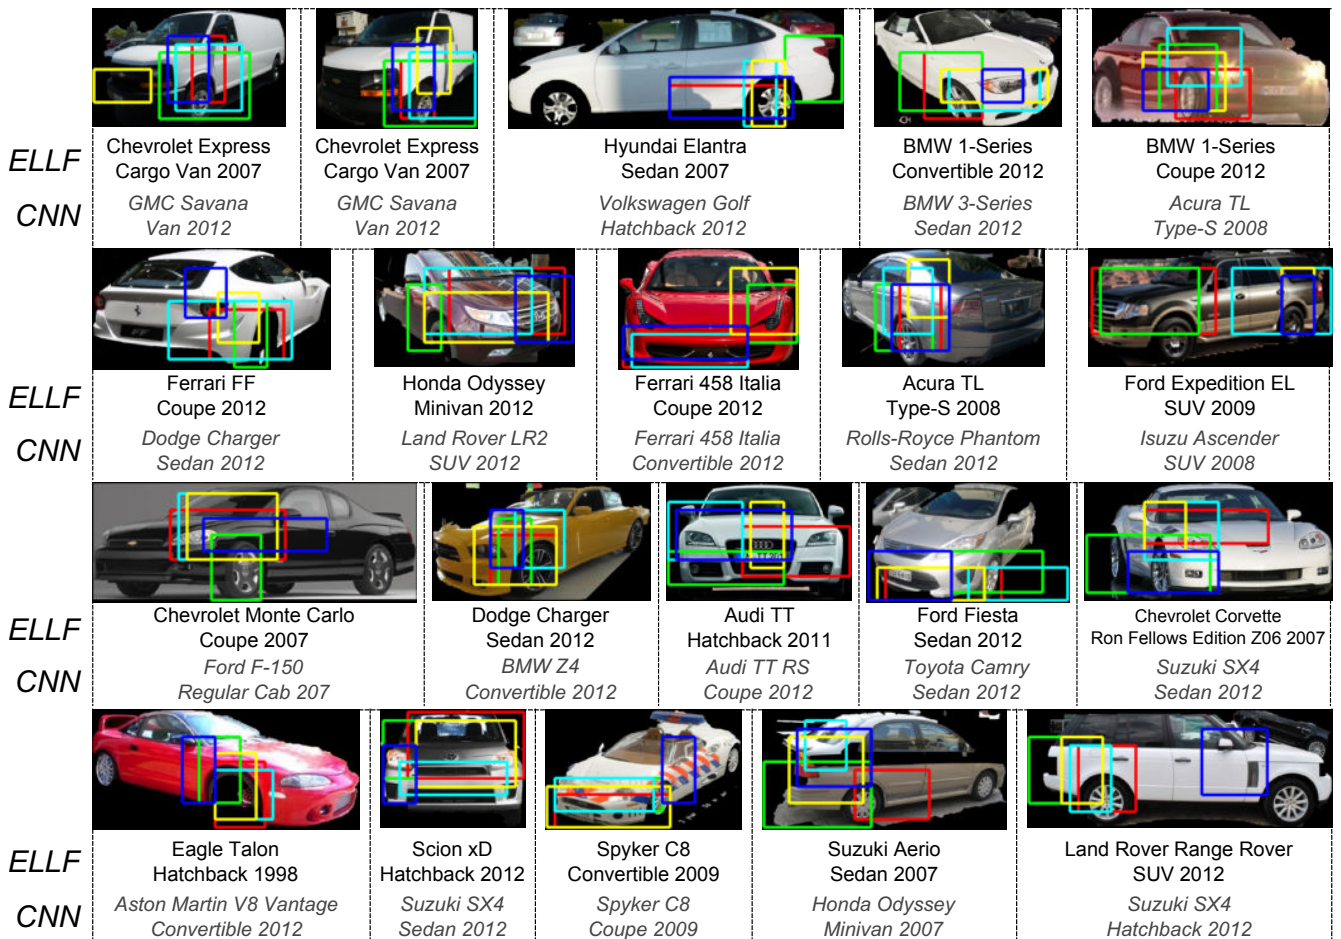 ELLF
Chevrolet Express
Cargo Van 2007
Chevrolet Express
Cargo Van 2007
Hyundai Elantra
Sedan 2007
BMW 1-Series
Convertible 2012
BMW 1-Series
Coupe 2012
CNN
GMC Savana
Van 2012
GMC Savana
Van 2012
Volkswagen Golf
Hatchback 2012
BMW 3-Series
Sedan 2012
Acura TL
Type-S 2008
ELLF
Ferrari FF
Coupe 2012
Honda Odyssey
Minivan 2012
Ferrari 458 Italia
Coupe 2012
Acura TL
Type-S 2008
Ford Expedition EL
SUV 2009
CNN
Dodge Charger
Sedan 2012
Land Rover LR2
SUV 2012
Ferrari 458 Italia
Convertible 2012
Rolls-Royce Phantom
Sedan 2012
Isuzu Ascender
SUV 2008
ELLF
Chevrolet Monte Carlo
Coupe 2007
Dodge Charger
Sedan 2012
Audi TT
Hatchback 2011
Ford Fiesta
Sedan 2012
Chevrolet Corvette
Ron Fellows Edition Z06 2007
CNN
Ford F-150
Regular Cab 207
BMW Z4
Convertible 2012
Audi TT RS
Coupe 2012
Toyota Camry
Sedan 2012
Suzuki SX4
Sedan 2012
ELLF
Eagle Talon
Hatchback 1998
Scion xD
Hatchback 2012
Spyker C8
Convertible 2009
Suzuki Aerio
Sedan 2007
Land Rover Range Rover
SUV 2012
CNN
Aston Martin V8 Vantage
Convertible 2012
Suzuki SX4
Sedan 2012
Spyker C8
Coupe 2009
Honda Odyssey
Minivan 2007
Suzuki SX4
Hatchback 2012